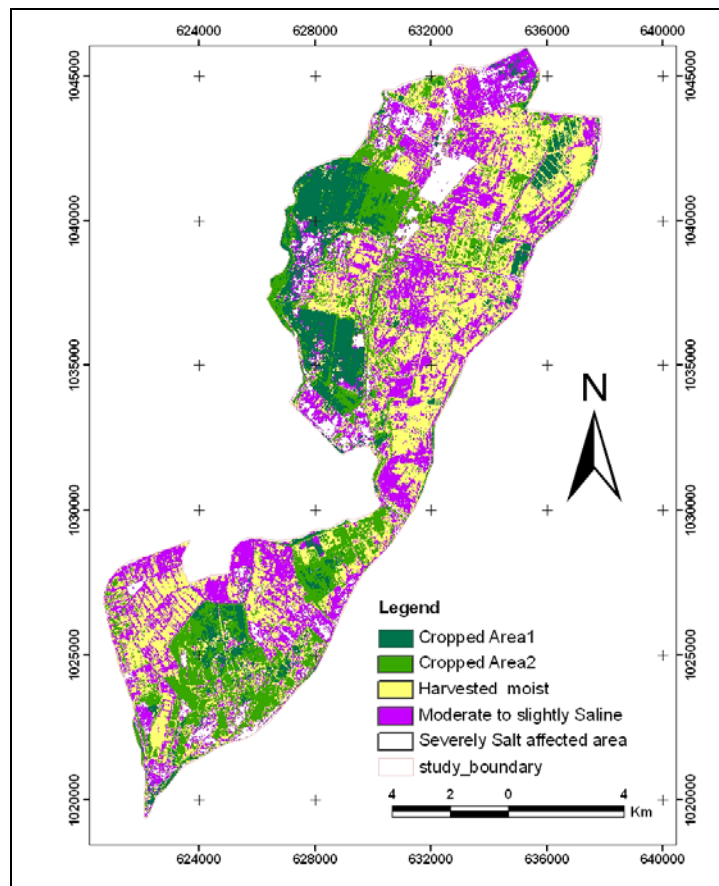 624000 628000 632000 636000 640000
1045000 1045000
1040000 1040000
1035000 1035000
N
1030000 1030000
Legend
Cropped Area1
Cropped Area2
1025000 1025000
Harvested moist
Moderate to slightly Saline
Severely Salt affected area
study_boundary
1020000 1020000
4 2 0 4
Km
624000 628000 632000 636000 640000